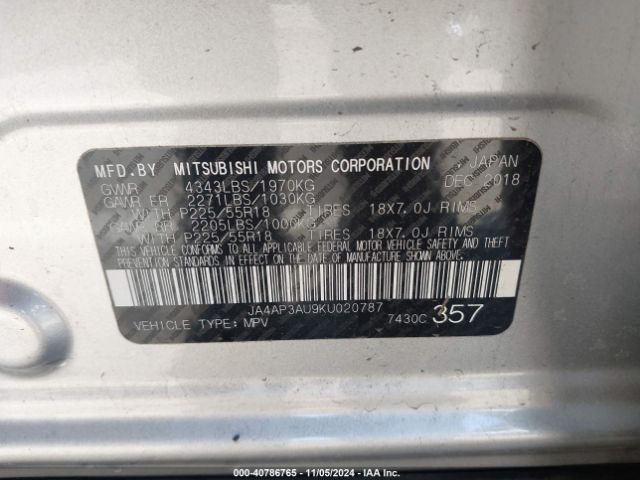 MFD.BY MITSUBISHI MOTORS CORPORATION JAPAN
GVWR 4343LBS/1970KG DEC 2018
GAWR FR 2271LBS/1030KG
WITH P225/55R18 TIRES 18X7.0J RIMS
GAWR RR 2205LBS/1000KG
WITH P225/55R18 TIRES 18X7.0J RIMS
THIS VEHICLE CONFORMS TO ALL APPLICABLE FEDERAL MOTOR VEHICLE SAFETY AND THEFT
PREVENTION STANDARDS IN EFFECT ON THE DATE OF MANUFACTURE SHOWN ABOVE.
JA4AP3AU9KU020787
VEHICLE TYPE: MPV 7430C 357
000-40786765 - 11/05/2024 - IAAI.com